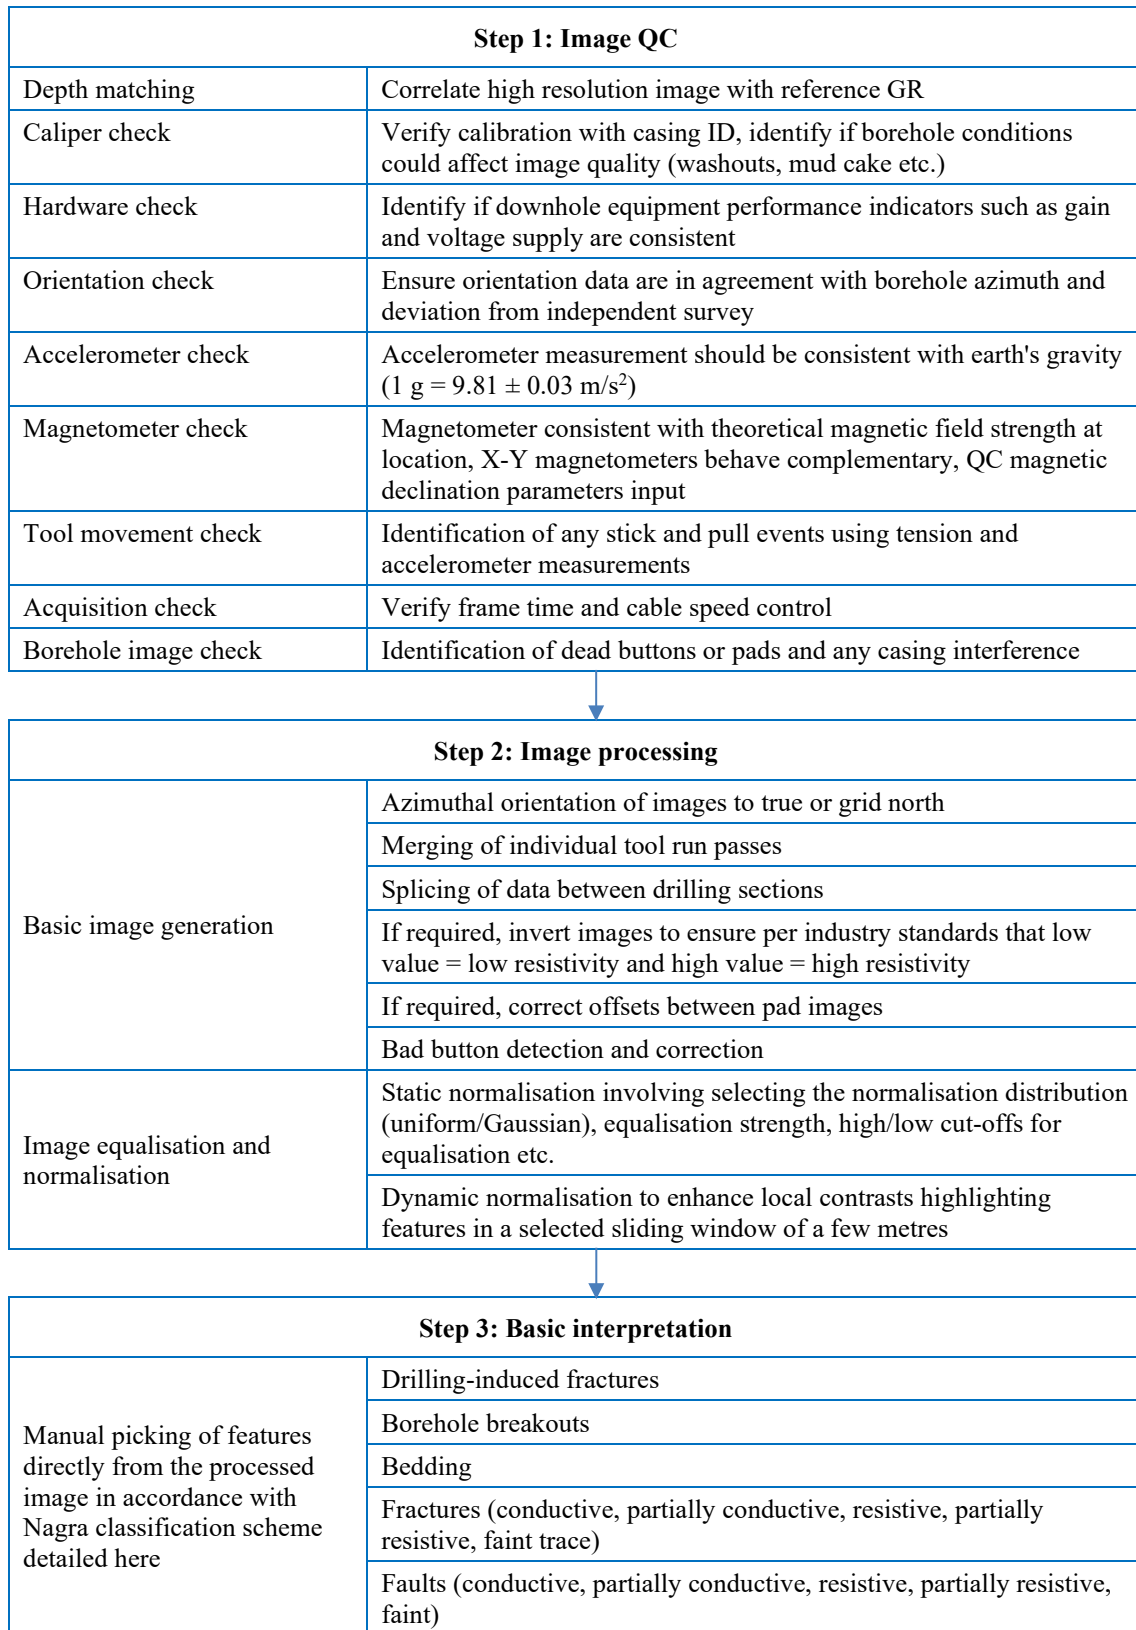 Step 1: Image QC
Depth matching
Correlate high resolution image with reference GR
Caliper check
Verify calibration with casing ID, identify if borehole conditions
could affect image quality (washouts, mud cake etc.)
Hardware check
Identify if downhole equipment performance indicators such as gain
and voltage supply are consistent
Orientation check
Ensure orientation data are in agreement with borehole azimuth and
deviation from independent survey
Accelerometer check
Accelerometer measurement should be consistent with earth's gravity
(1 g = 9.81 ± 0.03 m/s²)
Magnetometer check
Magnetometer consistent with theoretical magnetic field strength at
location, X-Y magnetometers behave complementary, QC magnetic
declination parameters input
Tool movement check
Identification of any stick and pull events using tension and
accelerometer measurements
Acquisition check
Verify frame time and cable speed control
Borehole image check
Identification of dead buttons or pads and any casing interference
Step 2: Image processing
Basic image generation
Azimuthal orientation of images to true or grid north
Merging of individual tool run passes
Splicing of data between drilling sections
If required, invert images to ensure per industry standards that low
value = low resistivity and high value = high resistivity
If required, correct offsets between pad images
Bad button detection and correction
Image equalisation and
normalisation
Static normalisation involving selecting the normalisation distribution
(uniform/Gaussian), equalisation strength, high/low cut-offs for
equalisation etc.
Dynamic normalisation to enhance local contrasts highlighting
features in a selected sliding window of a few metres
Step 3: Basic interpretation
Manual picking of features
directly from the processed
image in accordance with
Nagra classification scheme
detailed here
Drilling-induced fractures
Borehole breakouts
Bedding
Fractures (conductive, partially conductive, resistive, partially
resistive, faint trace)
Faults (conductive, partially conductive, resistive, partially resistive,
faint)